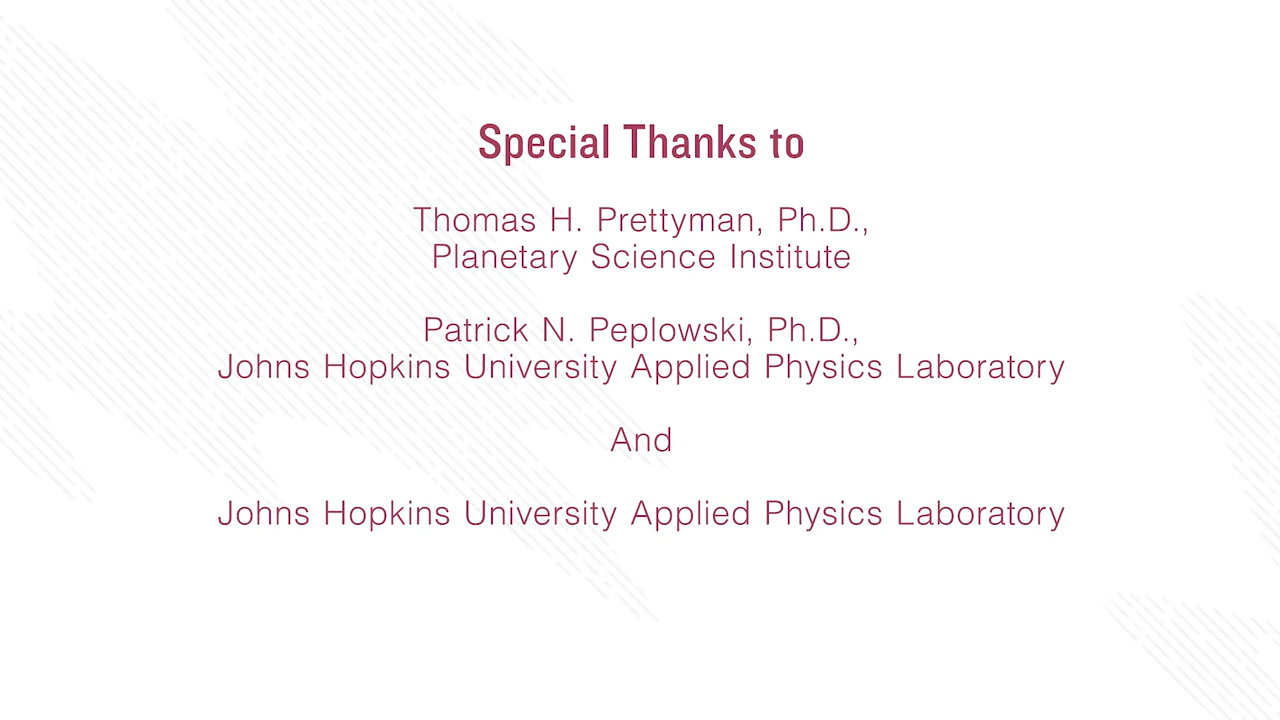 Special Thanks to
Thomas H. Prettyman, Ph.D.,
Planetary Science Institute
Patrick N. Peplowski, Ph.D.,
Johns Hopkins University Applied Physics Laboratory
And
Johns Hopkins University Applied Physics Laboratory